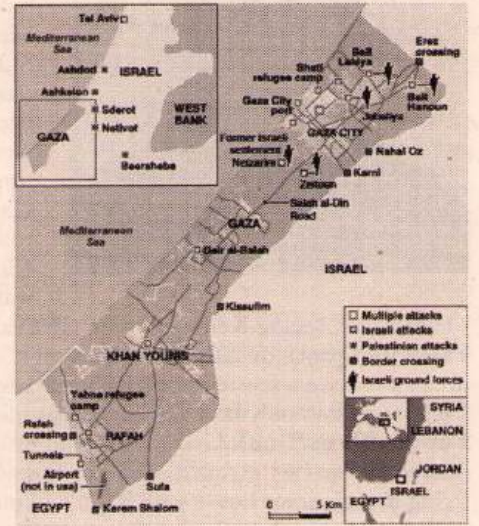 Tel Aviv
Mediterranean
Sea
Ashdod
ISRAEL
Ashkelon
Sderot
WEST
BANK
GAZA
Netivot
Beersheba
Beit
Lahiya
Erez
crossing
Shati
refugee camp
Gaza City
port
Beit
Hanoun
Jabaliya
GAZA CITY
Former Israeli
settlement
Netzarim
Nahal Oz
Zeitoun
Karni
Salah al-Din
Road
GAZA
Mediterranean
Sea
Deir al-Balah
ISRAEL
Kissufim
KHAN YOUNIS
Multiple attacks
Israeli attacks
Palestinian attacks
Border crossing
Israeli ground forces
Yebna refugee
camp
Rafah
crossing
RAFAH
Tunnels
Airport
(not in use)
Sufa
EGYPT
Kerem Shalom
0 5 Km
SYRIA
LEBANON
JORDAN
ISRAEL
EGYPT